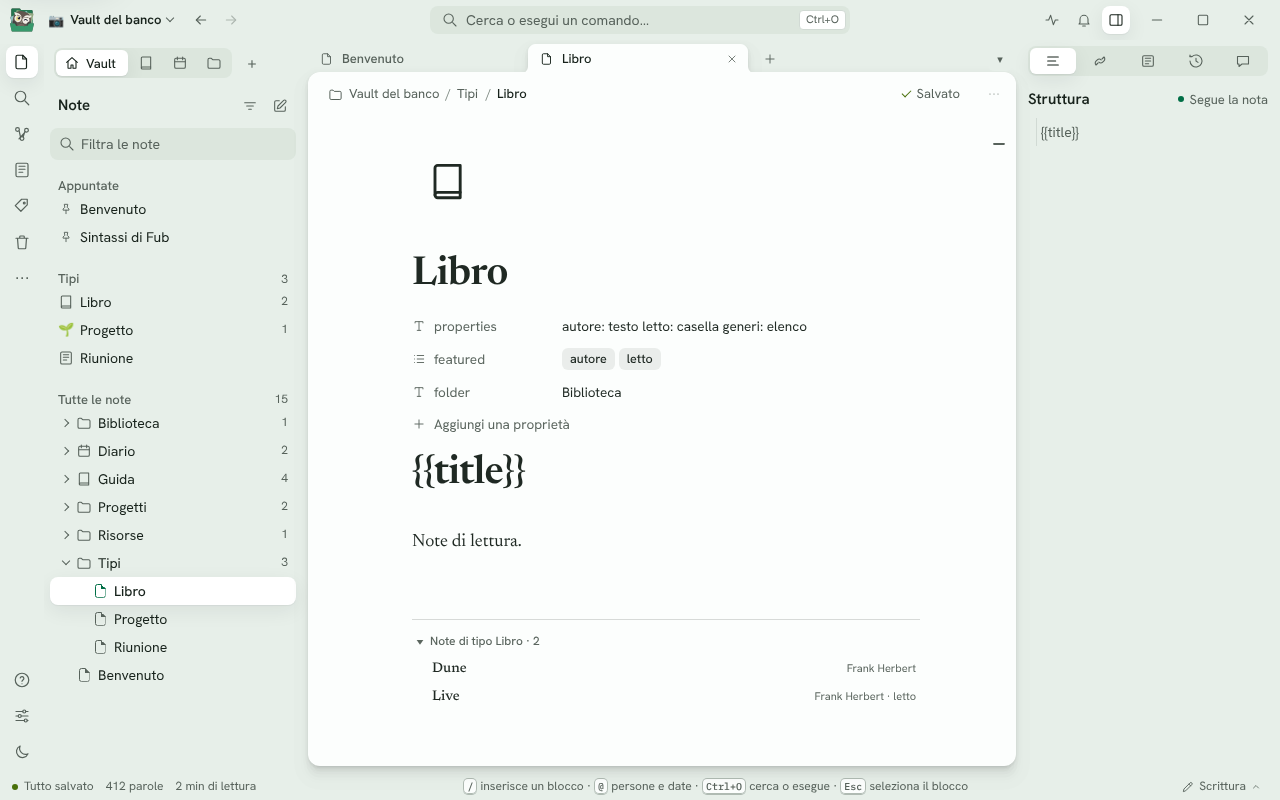 Vault del banco
Cerca o esegui un comando...
Ctrl+O
Vault
Benvenuto
Libro
Note
Filtra le note
Appuntate
Benvenuto
Sintassi di Fub
Tipi 3
Libro 2
Progetto 1
Riunione
Tutte le note 15
Biblioteca 1
Diario 2
Guida 4
Progetti 2
Risorse 1
Tipi 3
Libro
Progetto
Riunione
Benvenuto
Vault del banco / Tipi / Libro
Salvato
Libro
properties autore: testo letto: casella generi: elenco
featured autore letto
folder Biblioteca
Aggiungi una proprietà
{{title}}
Note di lettura.
Note di tipo Libro · 2
Dune Frank Herbert
Live Frank Herbert · letto
Struttura
Segue la nota
{{title}}
Tutto salvato 412 parole 2 min di lettura
/ inserisce un blocco · @ persone e date · Ctrl+O cerca o esegue · Esc seleziona il blocco
Scrittura